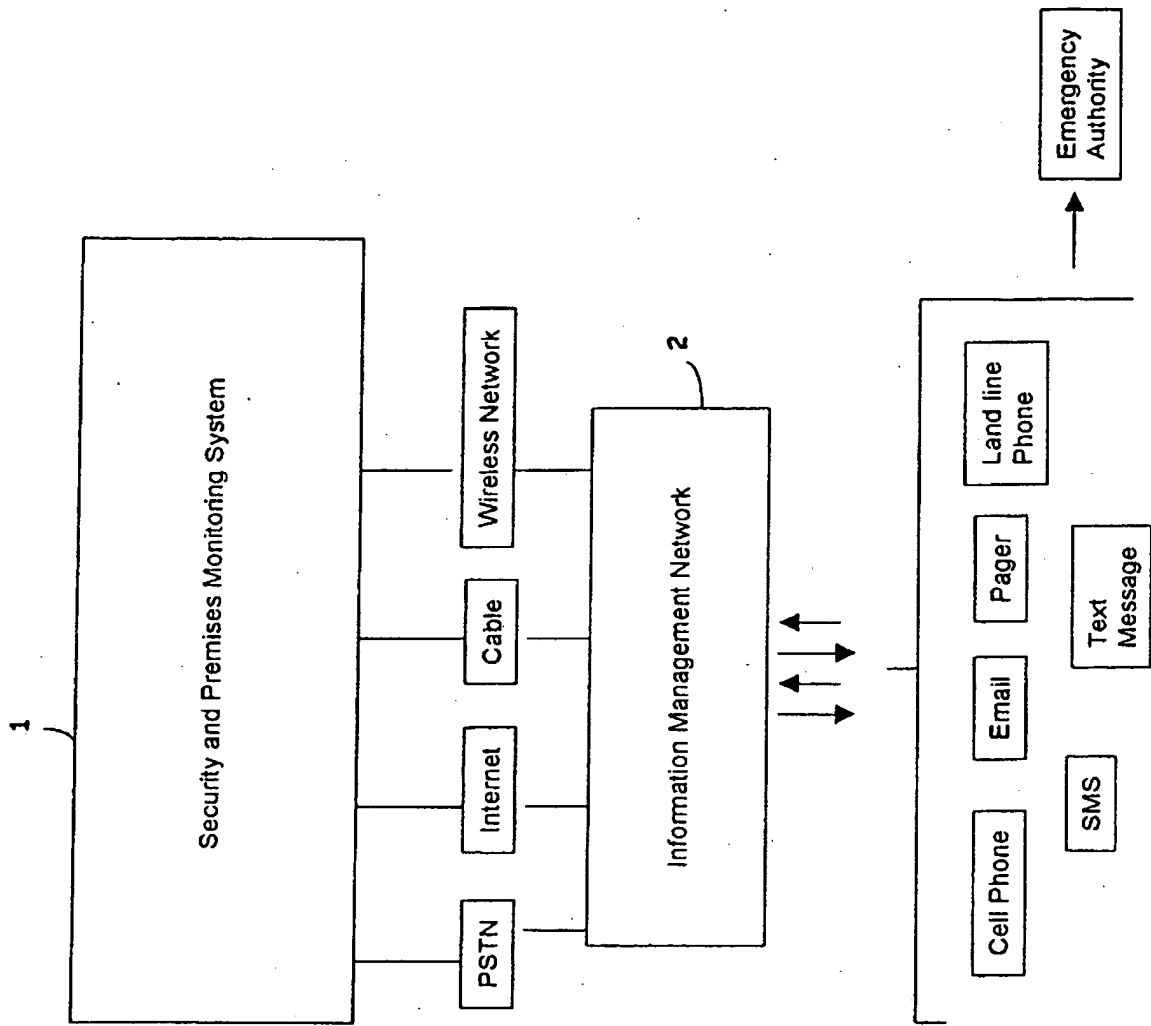 1
Security and Premises Monitoring System
PSTN
Internet
Cable
Wireless Network
2
Information Management Network
Cell Phone
Email
Pager
Land line
Phone
SMS
Text
Message
Emergency
Authority